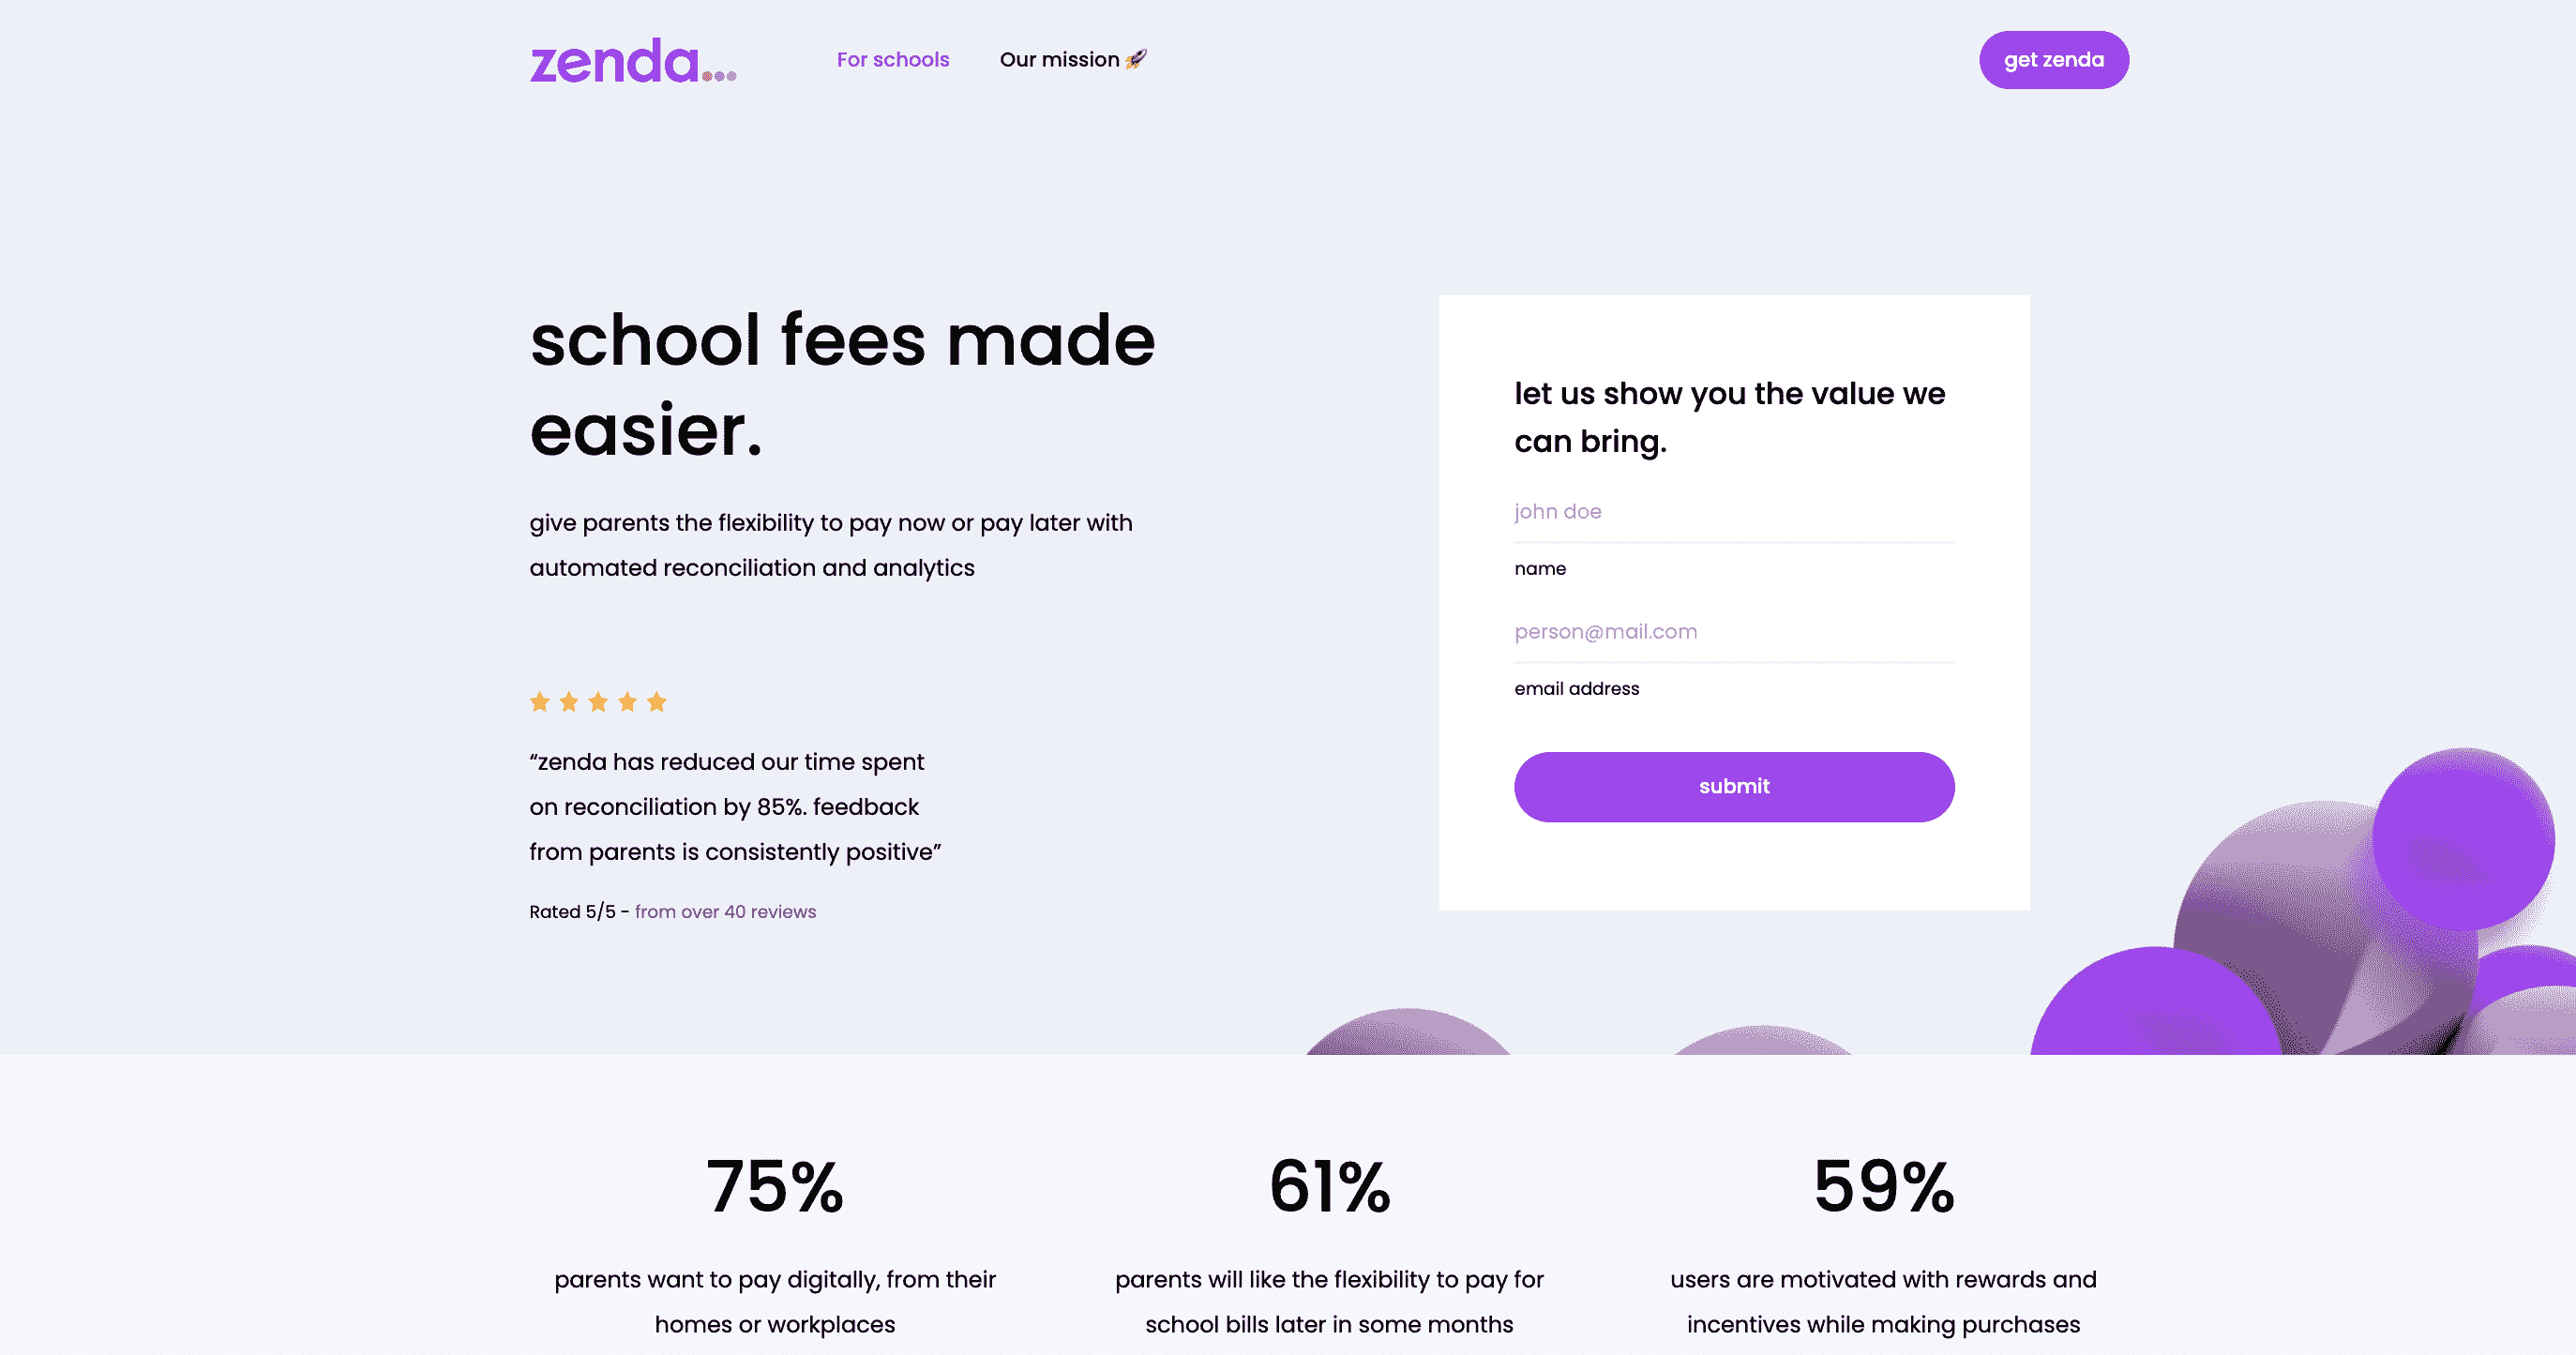 zenda...
For schools
Our mission 🚀
get zenda
school fees made
easier.
give parents the flexibility to pay now or pay later with
automated reconciliation and analytics
“zenda has reduced our time spent
on reconciliation by 85%. feedback
from parents is consistently positive”
Rated 5/5 - from over 40 reviews
let us show you the value we
can bring.
john doe
name
person@mail.com
email address
submit
75%
parents want to pay digitally, from their
homes or workplaces
61%
parents will like the flexibility to pay for
school bills later in some months
59%
users are motivated with rewards and
incentives while making purchases